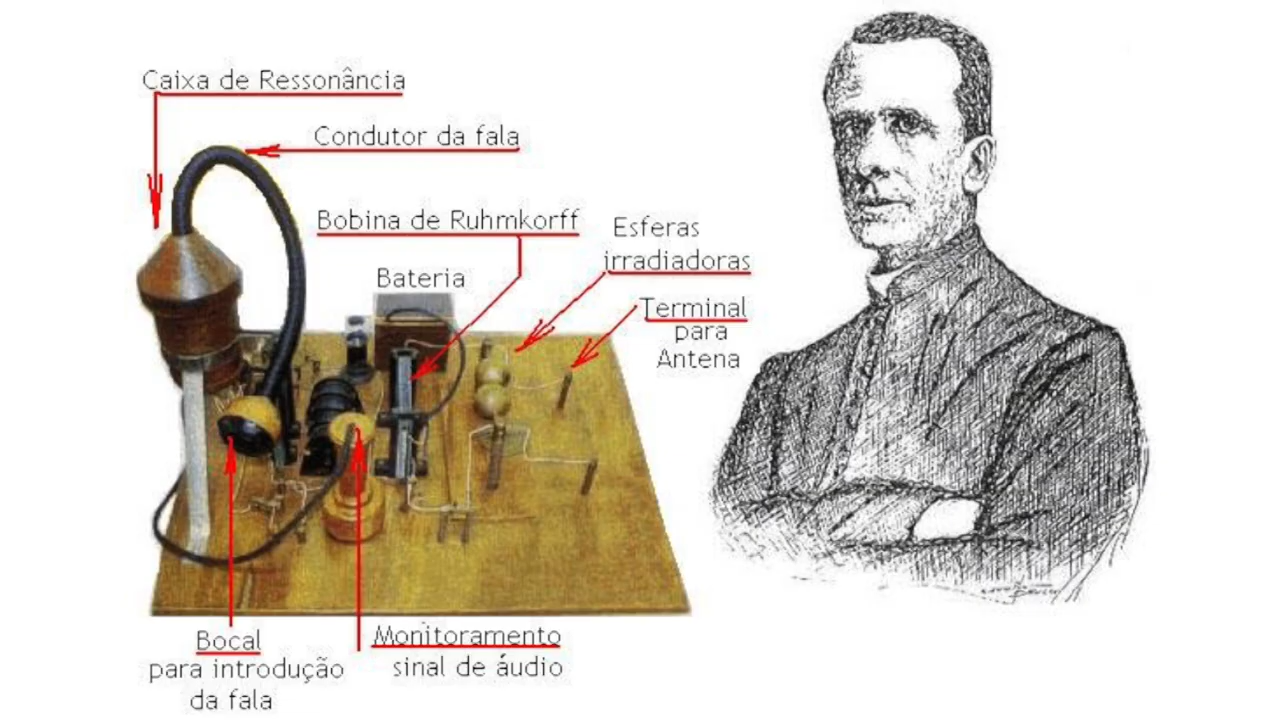 Caixa de Ressonância
Condutor da fala
Bobina de Ruhmkorff
Esferas
irradiadoras
Bateria
Terminal
para
Antena
Bocal
para introdução
da fala
Monitoramento
sinal de áudio